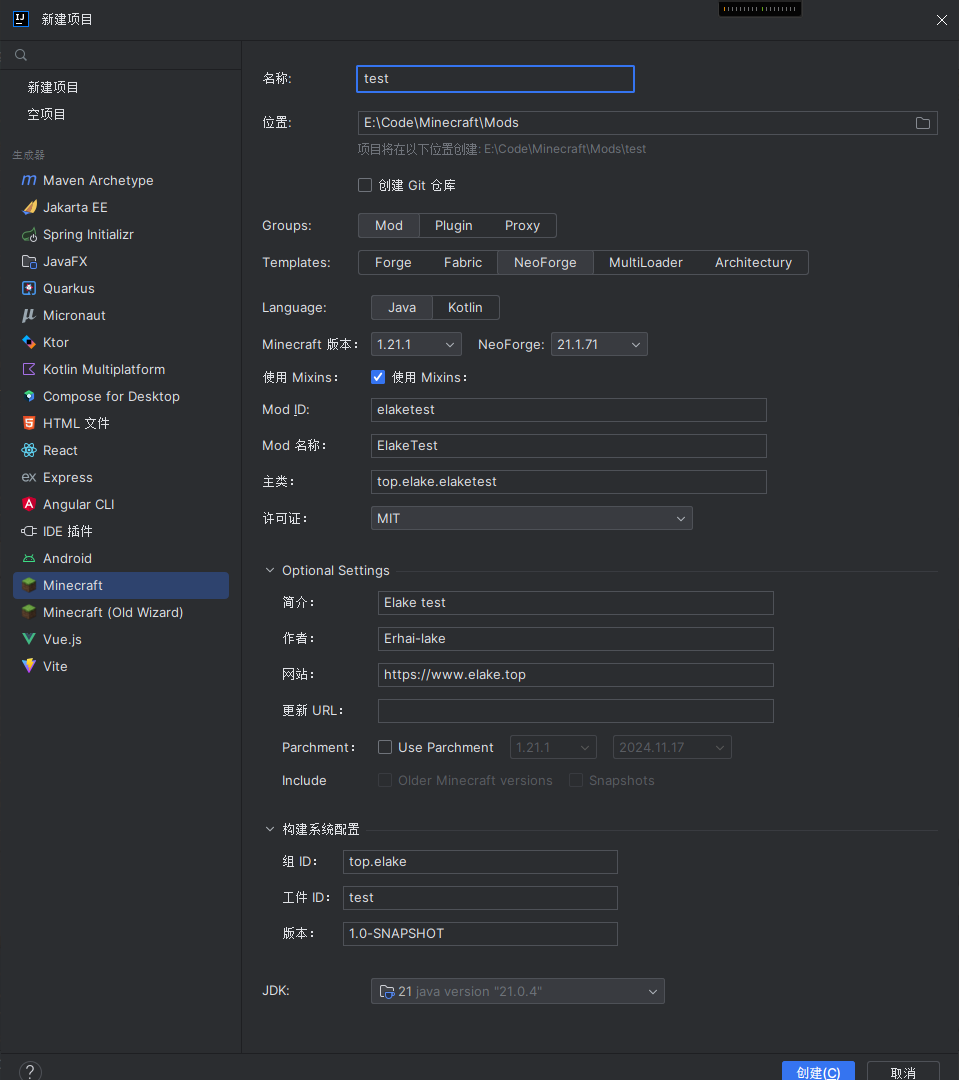 新建项目
新建项目
空项目
生成器
Maven Archetype
Jakarta EE
Spring Initializr
JavaFX
Quarkus
Micronaut
Ktor
Kotlin Multiplatform
Compose for Desktop
HTML 文件
React
Express
Angular CLI
IDE 插件
Android
Minecraft
Minecraft (Old Wizard)
Vue.js
Vite
名称: test
位置: E:\Code\Minecraft\Mods
项目将在以下位置创建: E:\Code\Minecraft\Mods\test
创建 Git 仓库
Groups: Mod Plugin Proxy
Templates: Forge Fabric NeoForge MultiLoader Architectury
Language: Java Kotlin
Minecraft 版本： 1.21.1 NeoForge: 21.1.71
使用 Mixins： 使用 Mixins：
Mod ID: elaketest
Mod 名称： ElakeTest
主类： top.elake.elaketest
许可证： MIT
Optional Settings
简介： Elake test
作者： Erhai-lake
网站： https://www.elake.top
更新 URL：
Parchment： Use Parchment 1.21.1 2024.11.17
Include Older Minecraft versions Snapshots
构建系统配置
组 ID： top.elake
工件 ID： test
版本： 1.0-SNAPSHOT
JDK: 21 java version "21.0.4"
? 创建(C) 取消